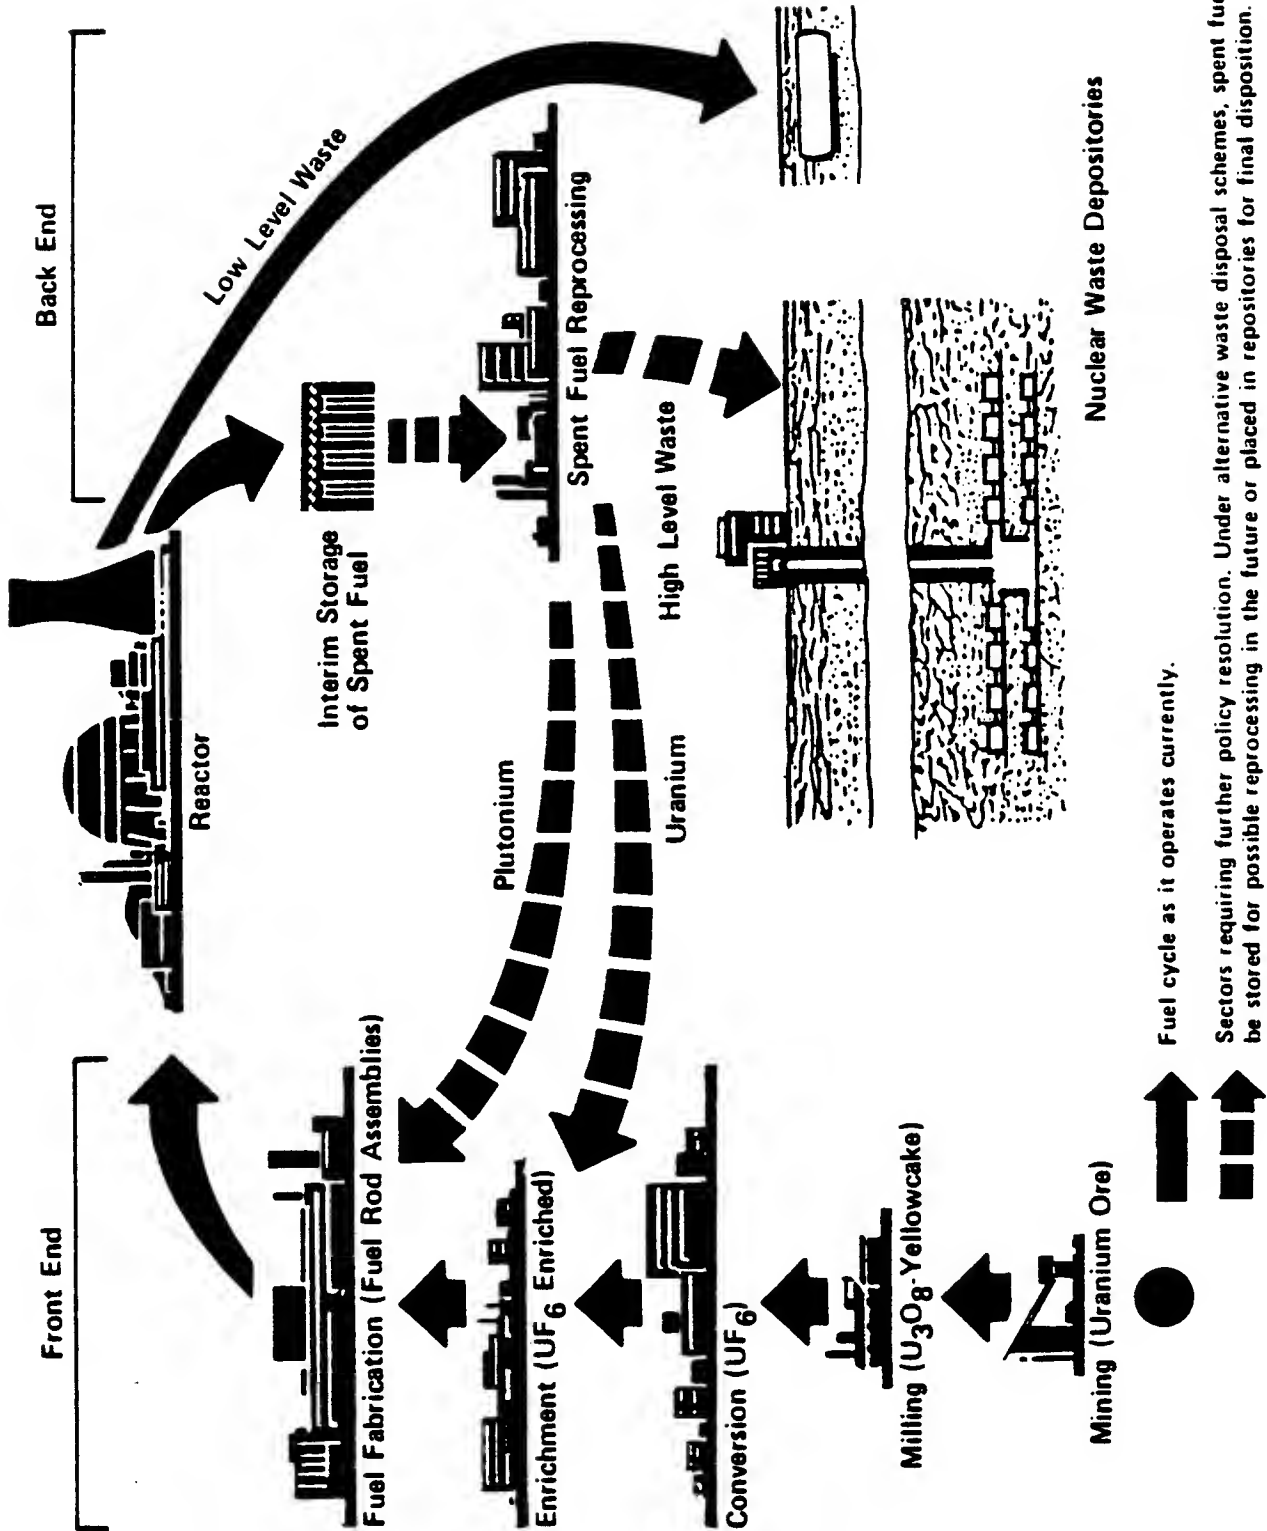 Front End
Back End
Reactor
Low Level Waste
Fuel Fabrication (Fuel Rod Assemblies)
Interim Storage
of Spent Fuel
Plutonium
Enrichment (UF6 Enriched)
Spent Fuel Reprocessing
Uranium
High Level Waste
Conversion (UF6)
Milling (U3O8-Yellowcake)
Mining (Uranium Ore)
Nuclear Waste Depositories
Fuel cycle as it operates currently.
Sectors requiring further policy resolution. Under alternative waste disposal schemes, spent
be stored for possible reprocessing in the future or placed in repositories for final disposition.